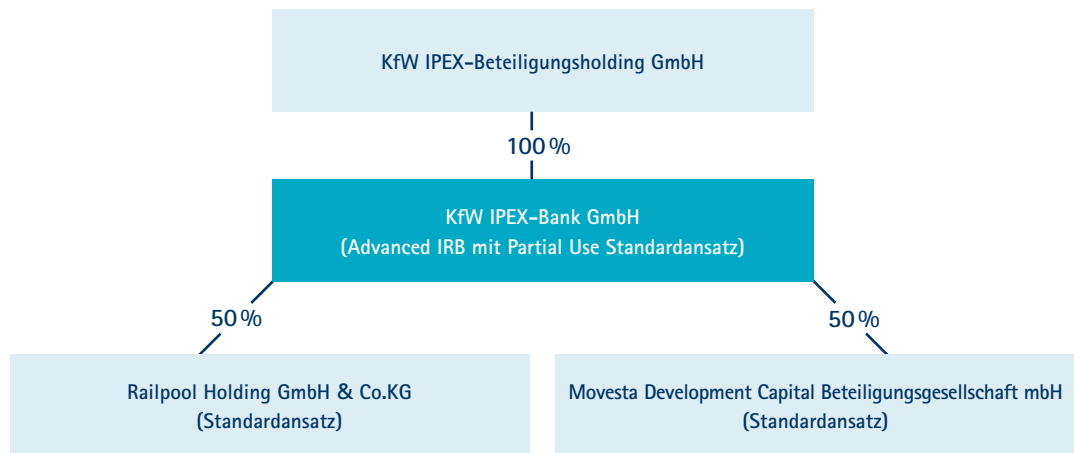 KfW IPEX-Beteiligungsholding GmbH
100 %
KfW IPEX-Bank GmbH
(Advanced IRB mit Partial Use Standardansatz)
50 %
50 %
Railpool Holding GmbH & Co.KG
(Standardansatz)
Movesta Development Capital Beteiligungsgesellschaft mbH
(Standardansatz)